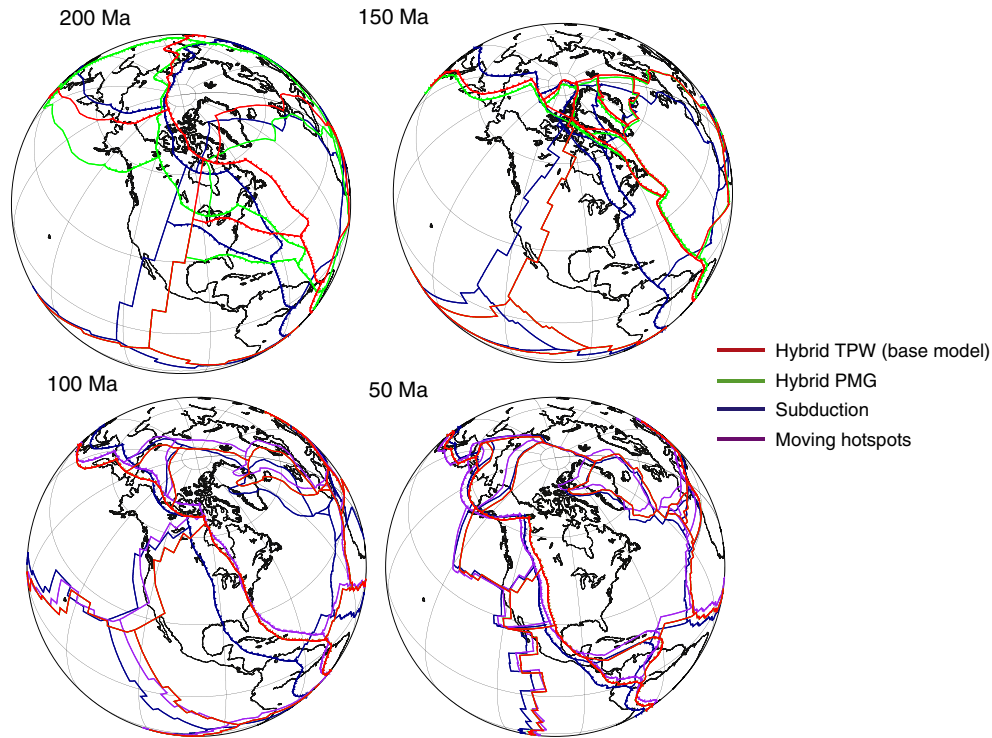 200 Ma
150 Ma
Hybrid TPW (base model)
Hybrid PMG
Subduction
Moving hotspots
100 Ma
50 Ma